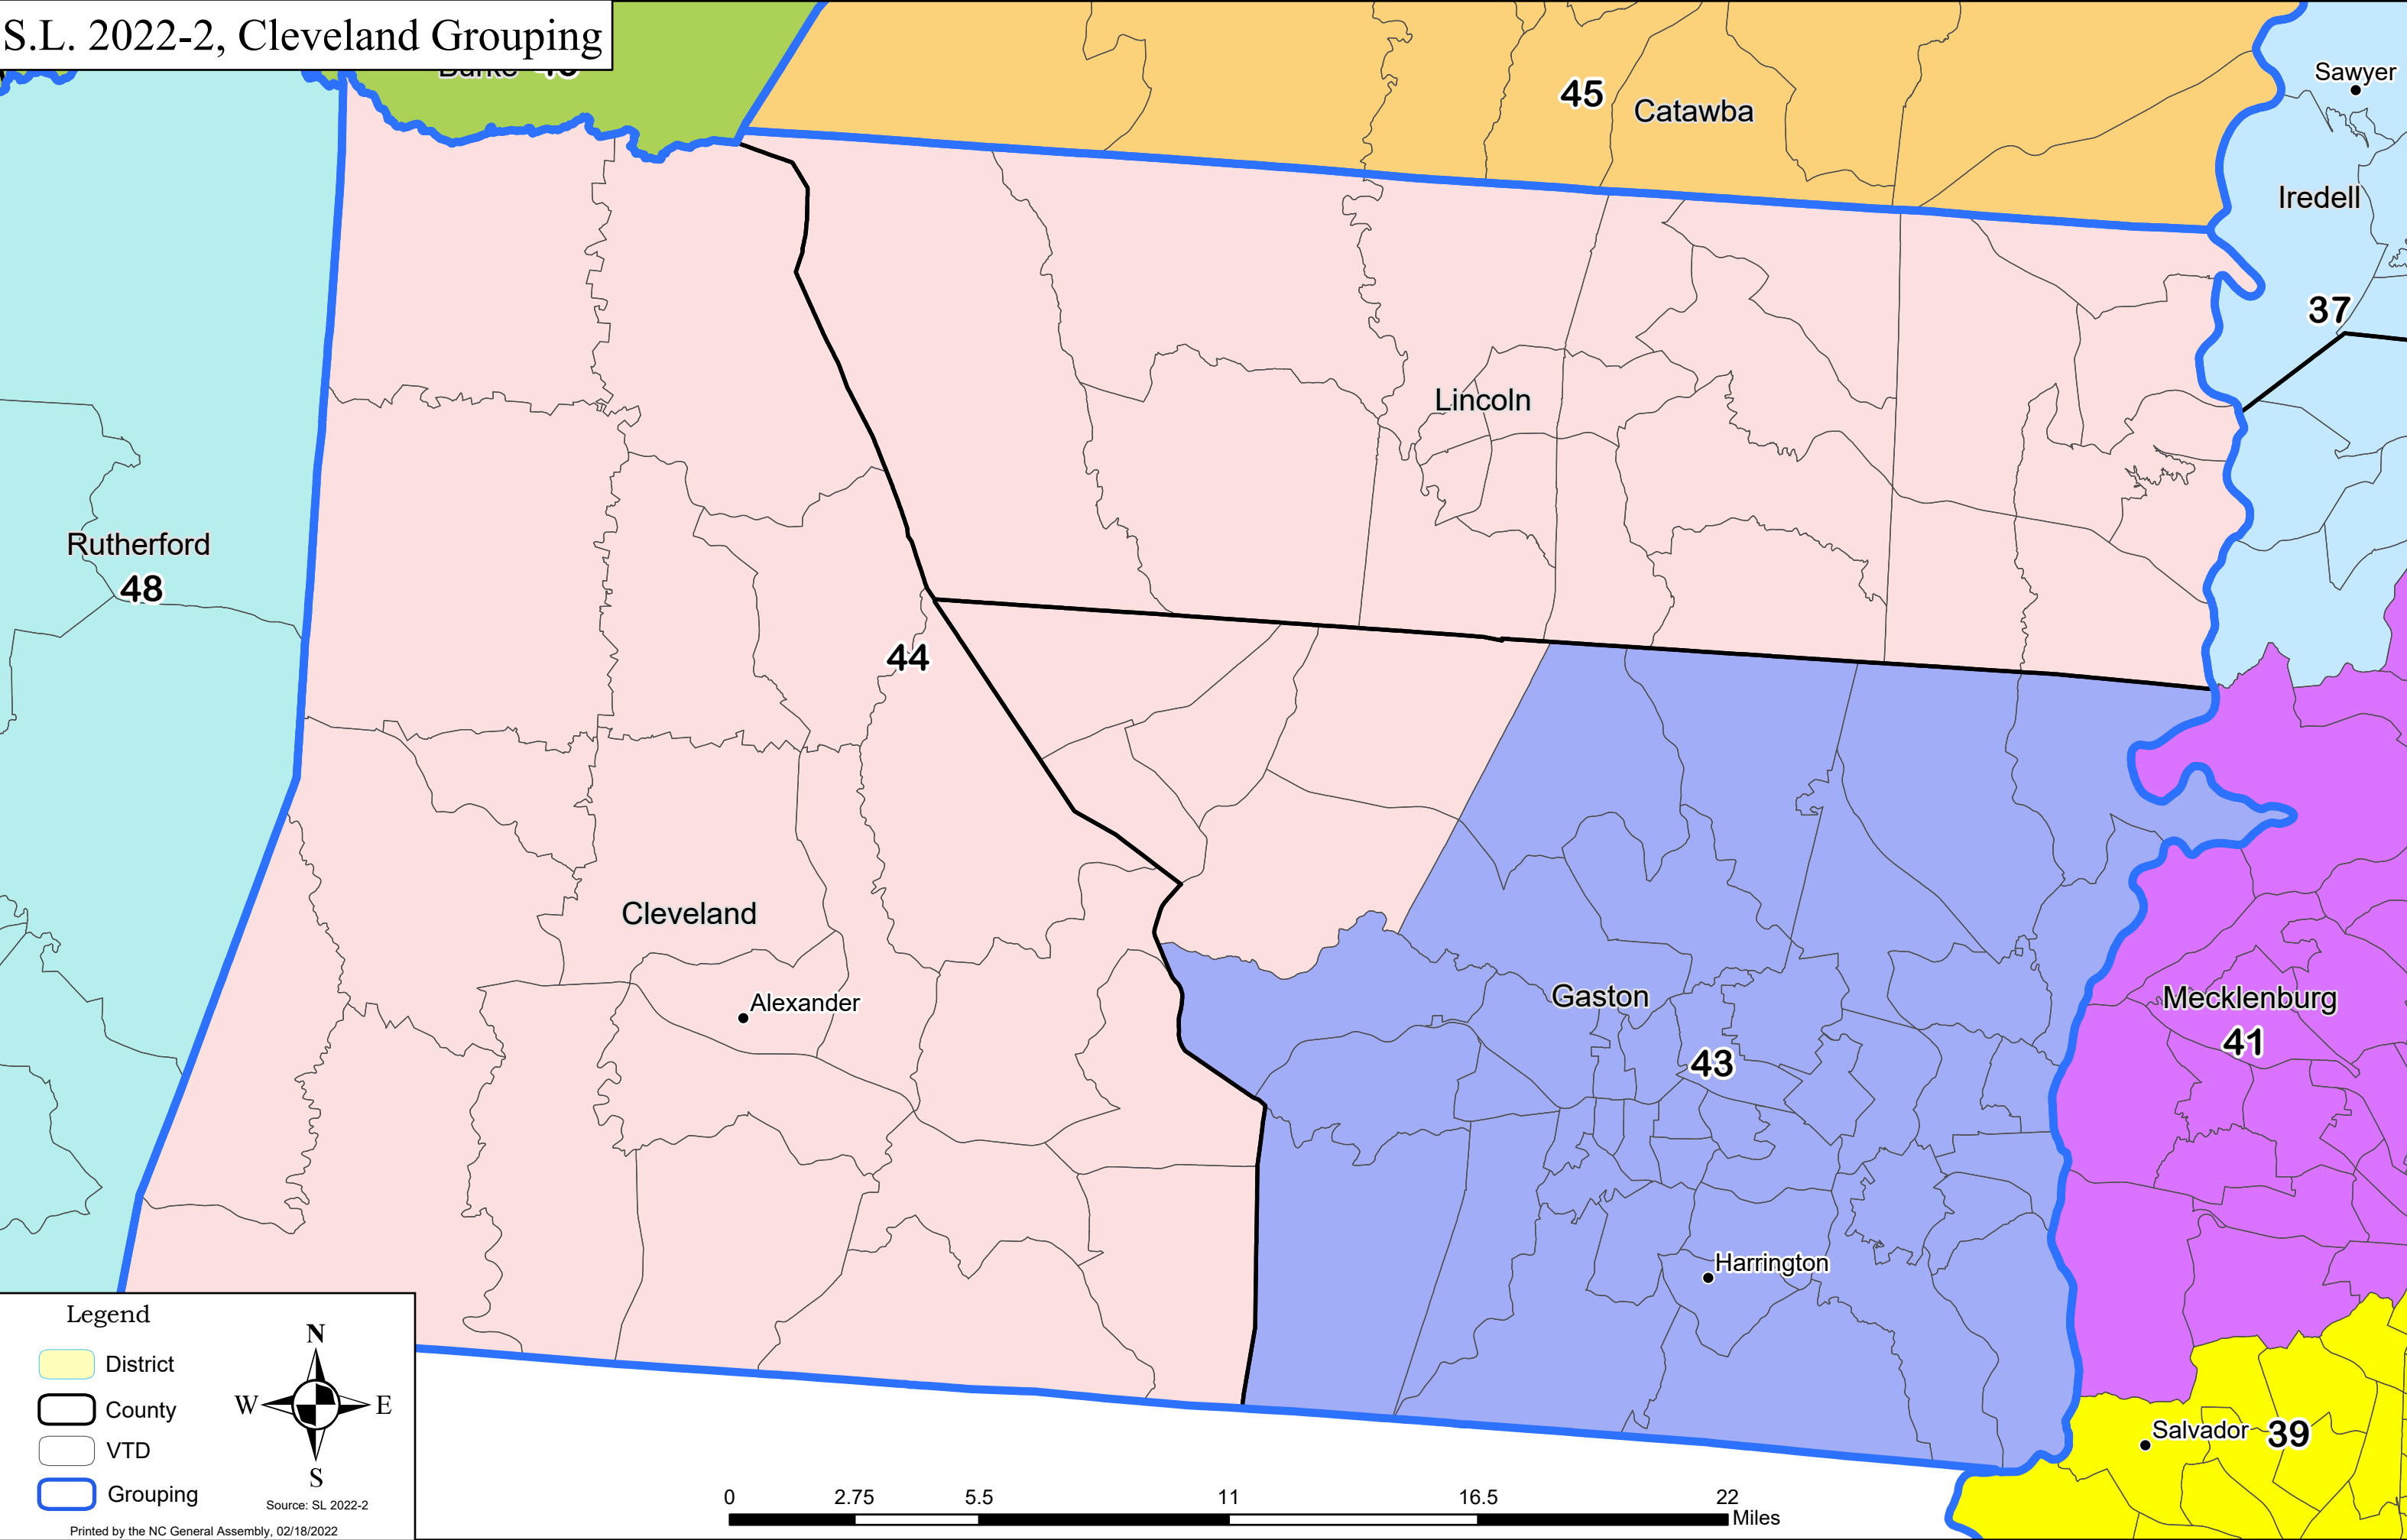 S.L. 2022-2, Cleveland Grouping
45
Catawba
Sawyer
Iredell
37
Lincoln
Rutherford
48
44
Cleveland
Alexander
Gaston
43
Mecklenburg
41
Harrington
Salvador
39
Legend
District
County
VTD
Grouping
N
W
E
S
Source: SL 2022-2
Printed by the NC General Assembly, 02/18/2022
0 2.75 5.5 11 16.5 22
Miles